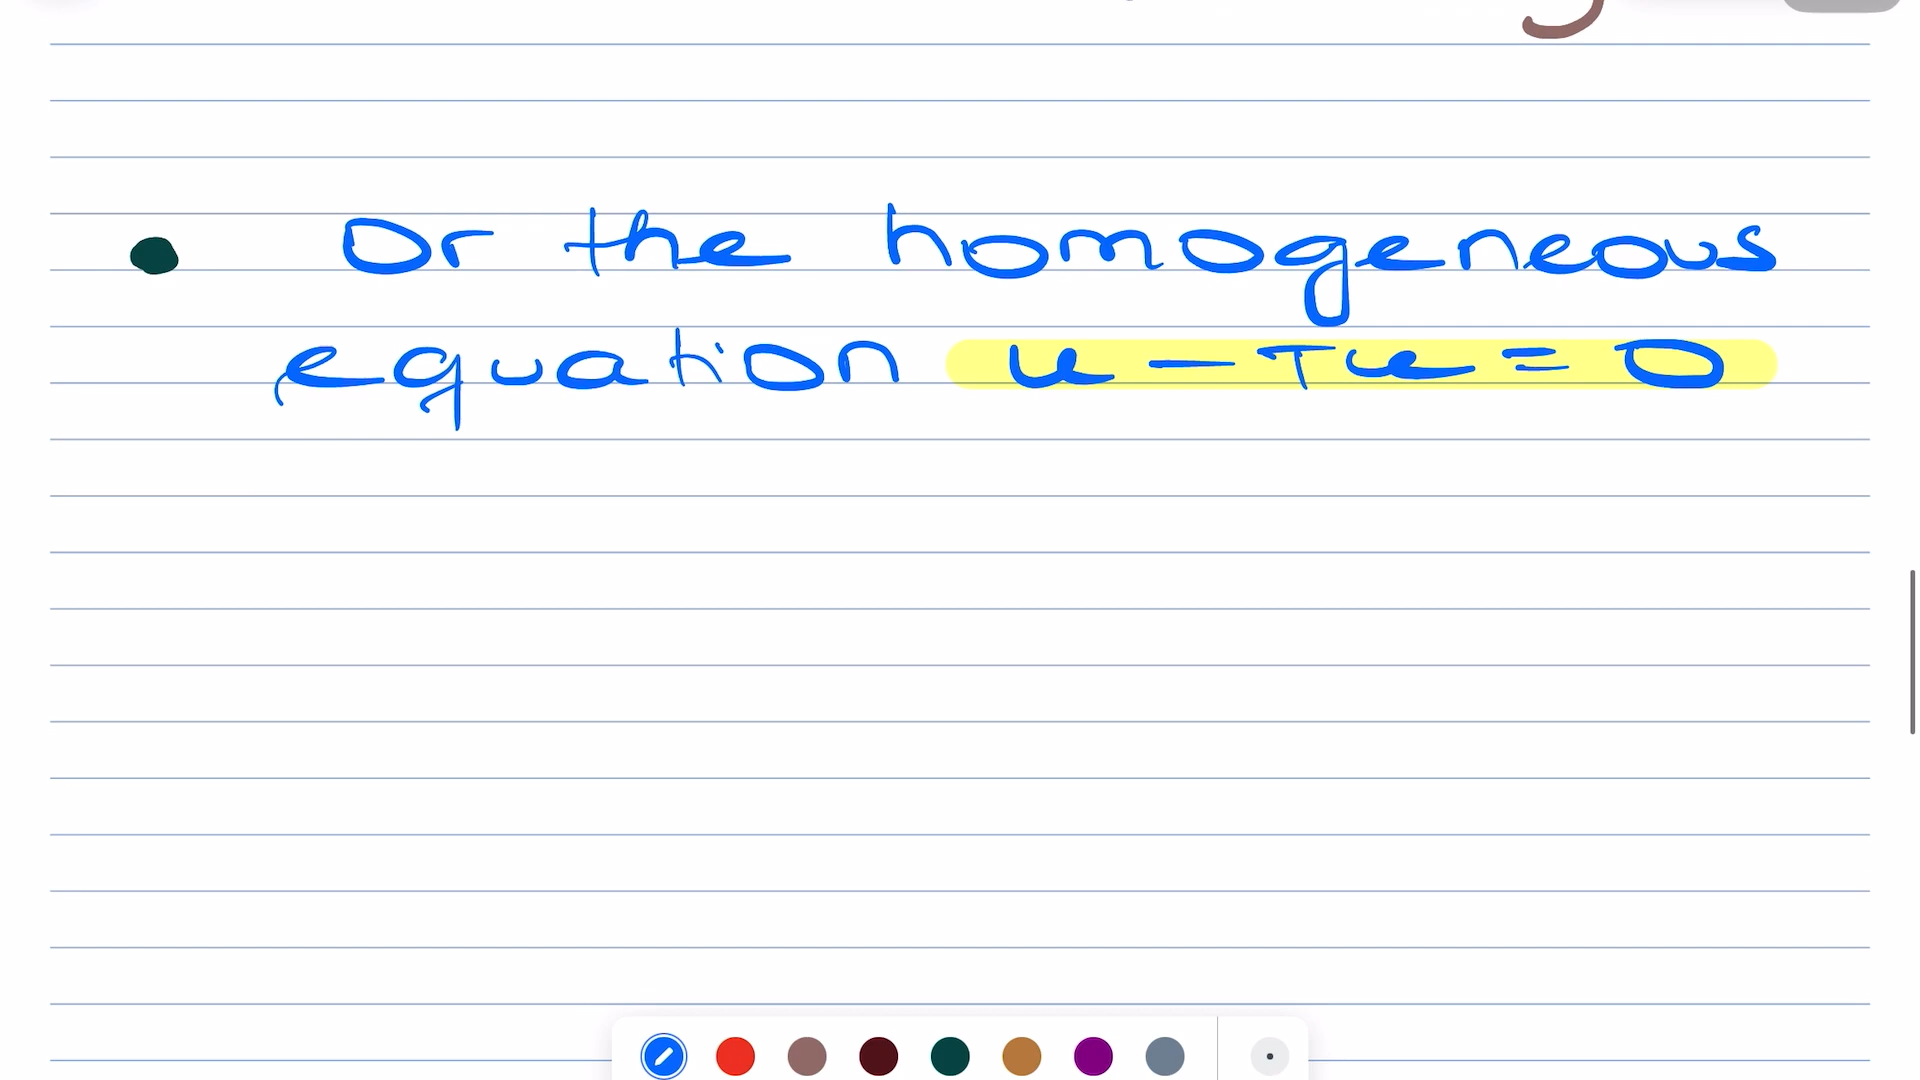 Or the homogeneous
equation u - Tu = 0